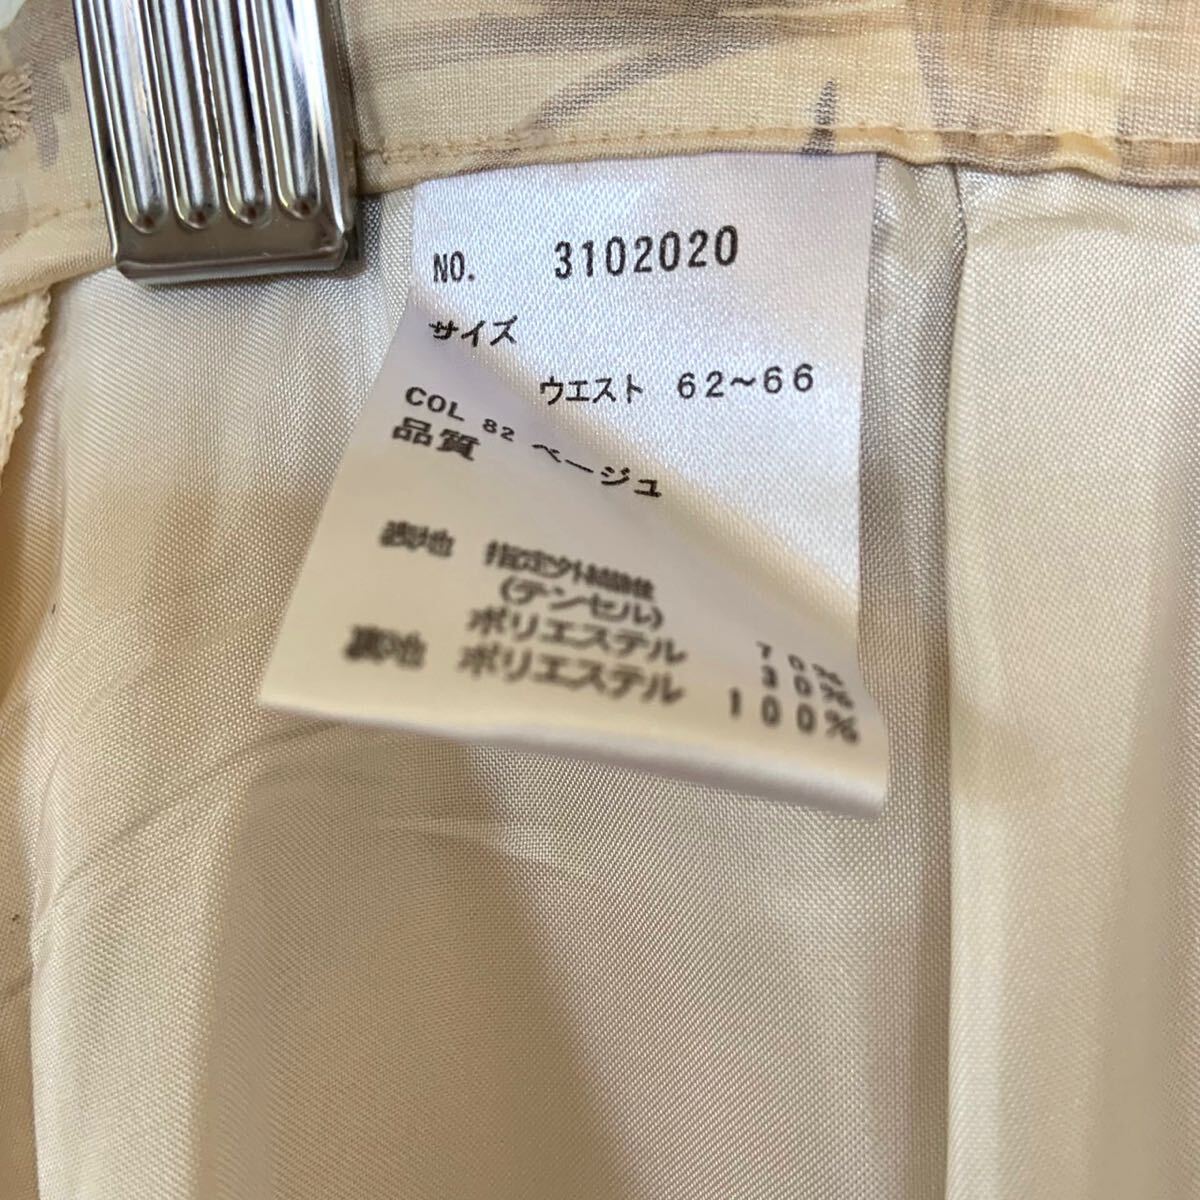 NO. 3102020
サイズ
ウエスト 62～66
COL 82 ベージュ
品質
表地 指定外繊維
(テンセル) 70%
ポリエステル 30%
裏地 ポリエステル 100%